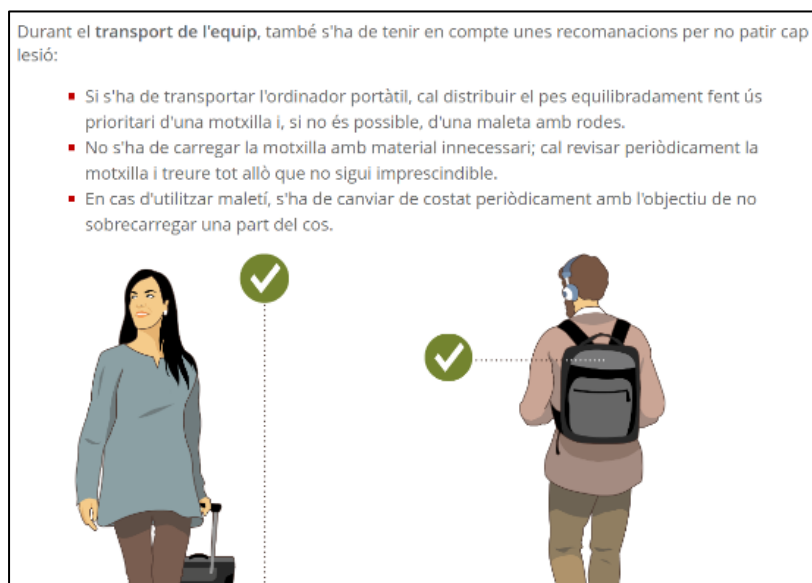 Durant el transport de l'equip, també s'ha de tenir en compte unes recomanacions per no patir cap
lesió:
Si s'ha de transportar l'ordinador portàtil, cal distribuir el pes equilibradament fent ús
prioritari d'una motxilla i, si no és possible, d'una maleta amb rodes.
No s'ha de carregar la motxilla amb material innecessari; cal revisar periòdicament la
motxilla i treure tot allò que no sigui imprescindible.
En cas d'utilitzar maletí, s'ha de canviar de costat periòdicament amb l'objectiu de no
sobrecarregar una part del cos.